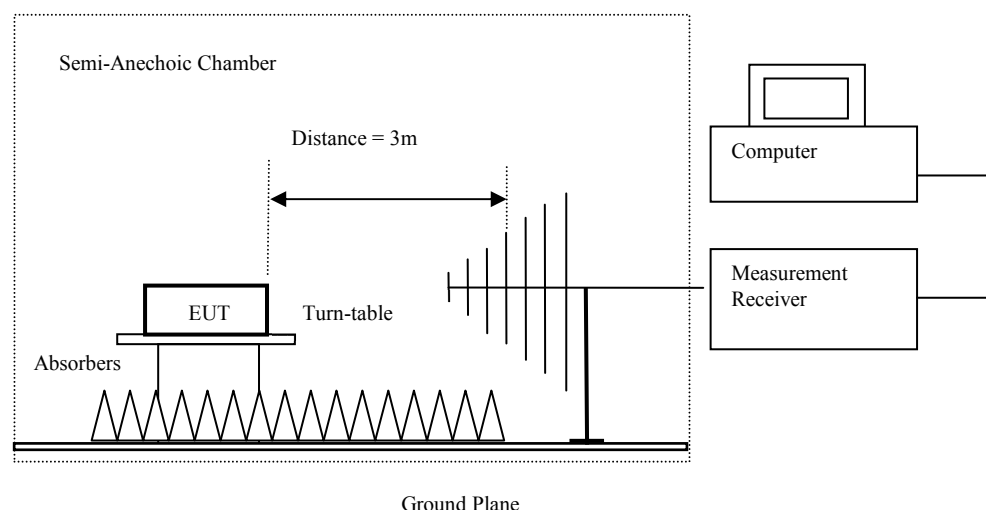 Semi-Anechoic Chamber
Distance = 3m
Computer
Measurement
Receiver
EUT
Turn-table
Absorbers
Ground Plane